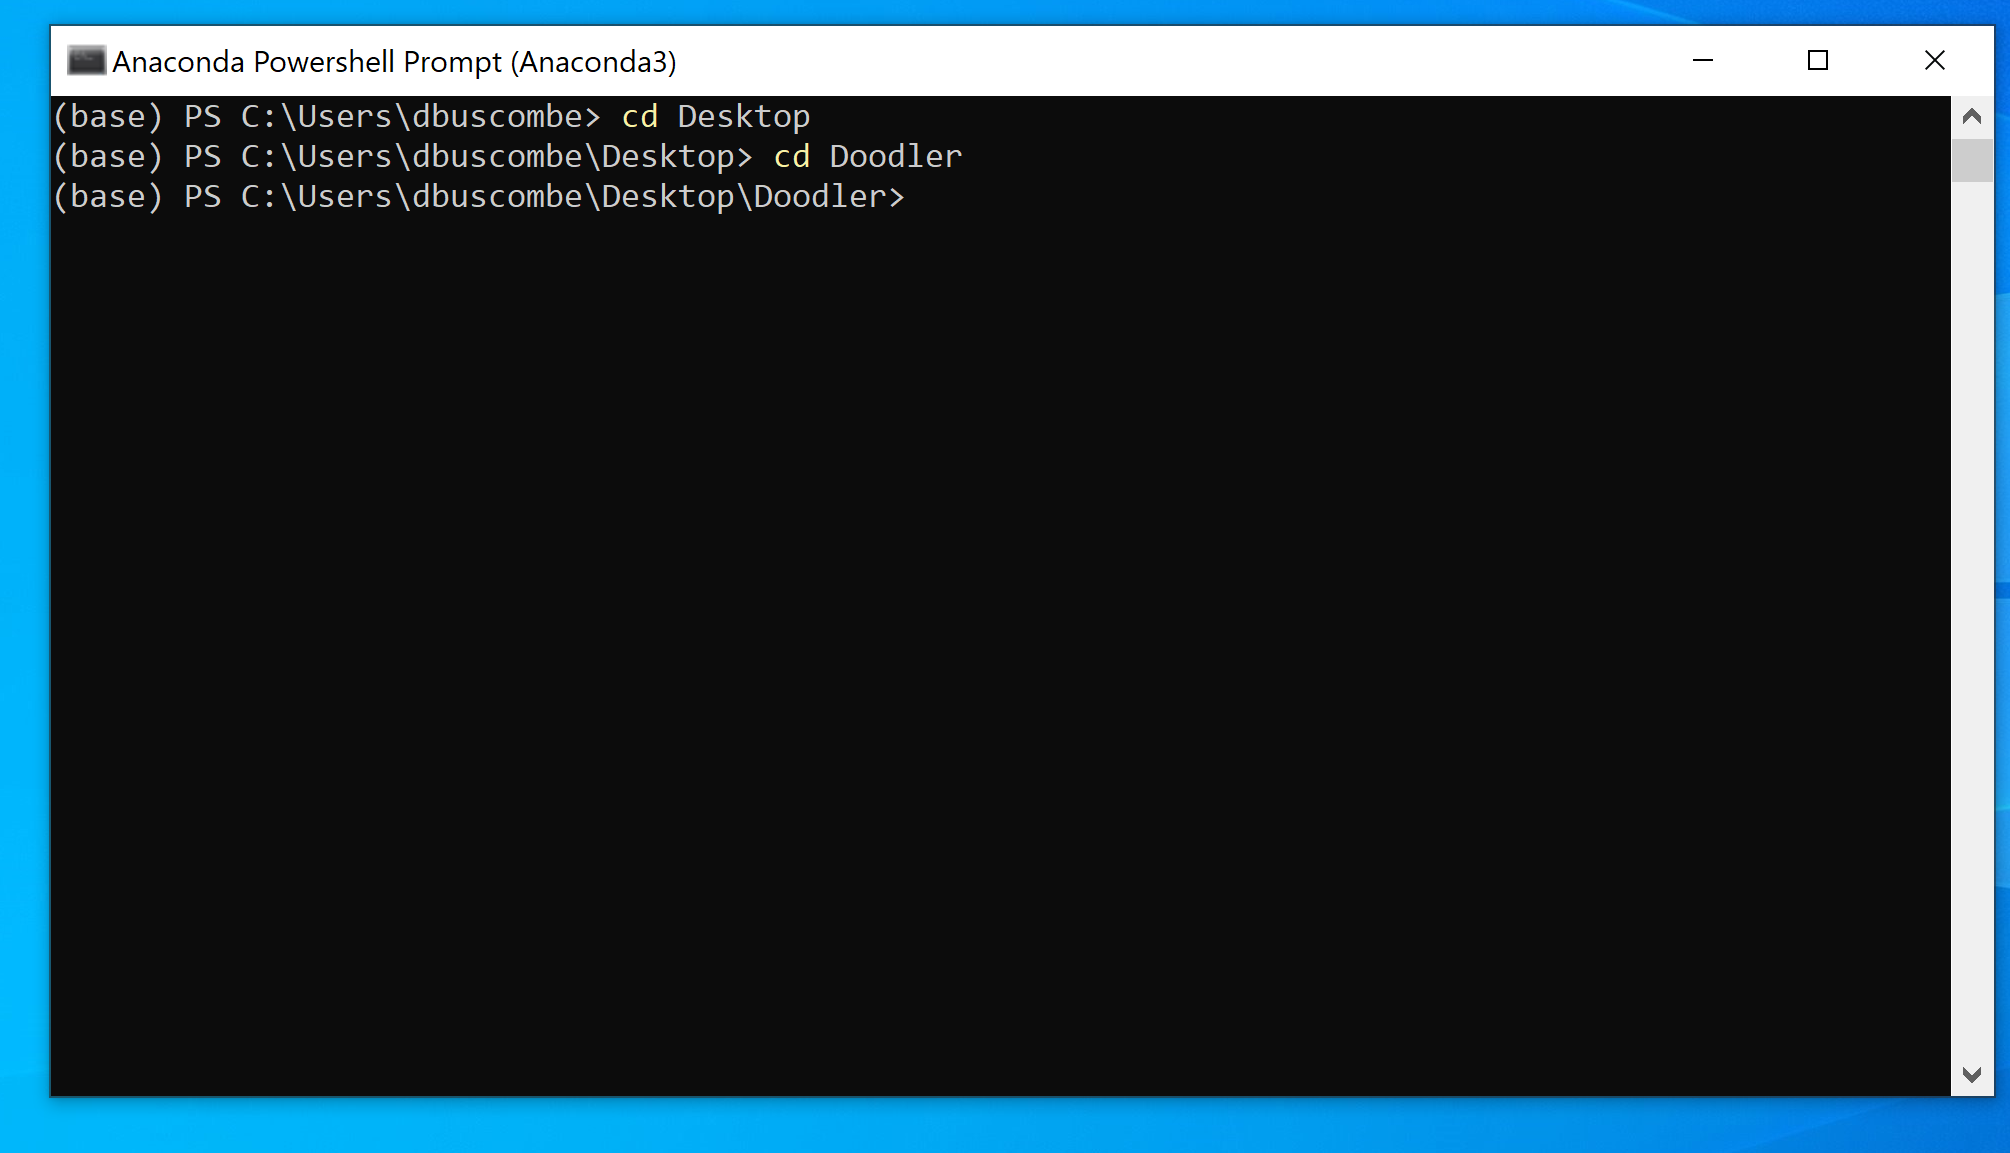 Anaconda Powershell Prompt (Anaconda3)
(base) PS C:\Users\dbuscombe> cd Desktop
(base) PS C:\Users\dbuscombe\Desktop> cd Doodler
(base) PS C:\Users\dbuscombe\Desktop\Doodler>